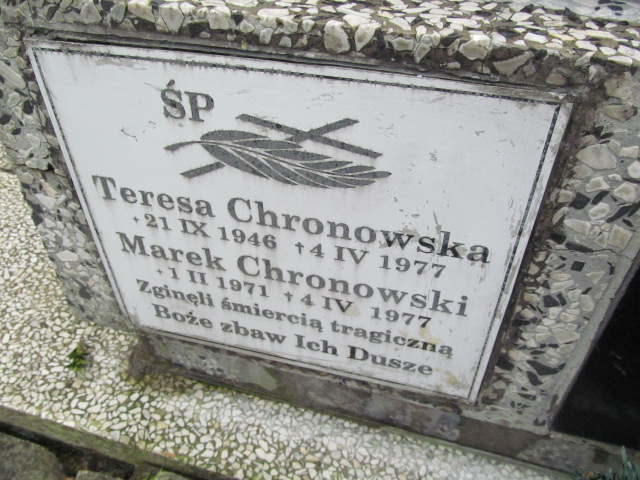 ŚP
Teresa Chronowska
*21 IX 1946 †4 IV 1977
Marek Chronowski
*1 II 1971 †4 IV 1977
Zginęli śmiercią tragiczną
Boże zbaw Ich Dusze